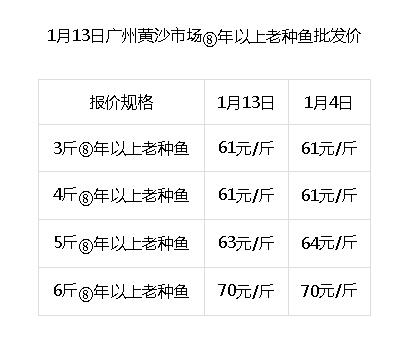 1月13日广州黄沙市场⑧年以上老种鱼批发价
报价规格 1月13日 1月4日
3斤⑧年以上老种鱼 61元/斤 61元/斤
4斤⑧年以上老种鱼 61元/斤 61元/斤
5斤⑧年以上老种鱼 63元/斤 64元/斤
6斤⑧年以上老种鱼 70元/斤 70元/斤